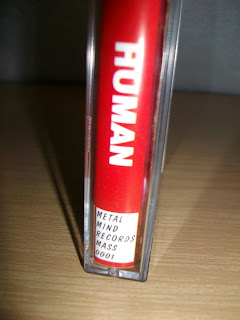 HUMAN
METAL
MIND
RECORDS
MASS
0001